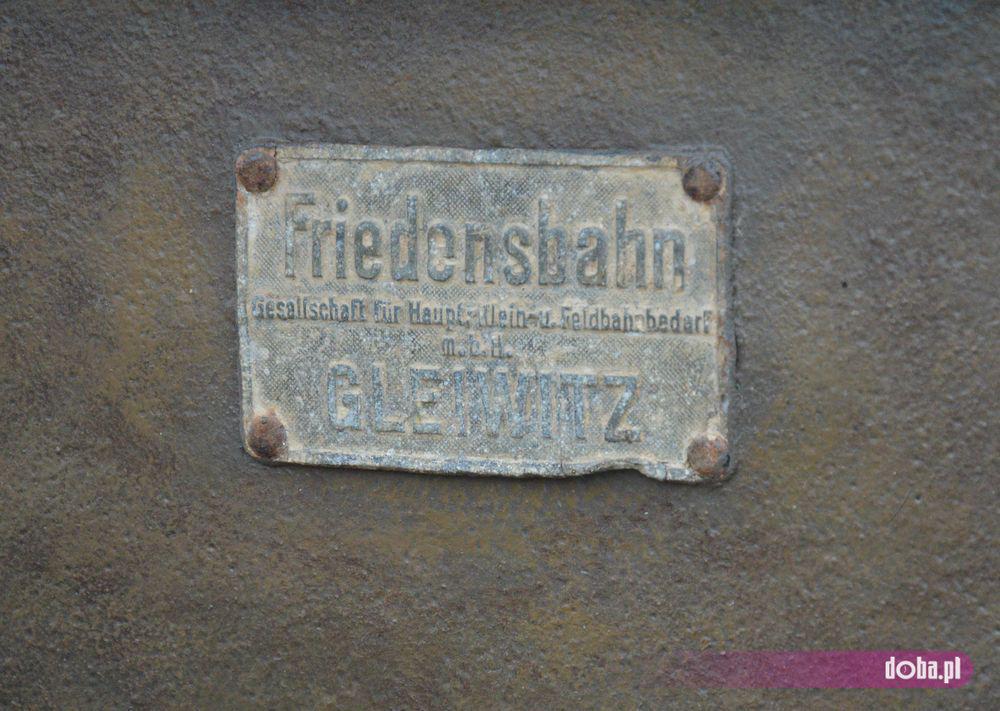 Friedensbahn
Gesellschaft für Haupt-, Klein- u. Feldbahnbedarf
m.b.H.
GLEIWITZ.
doba.pl